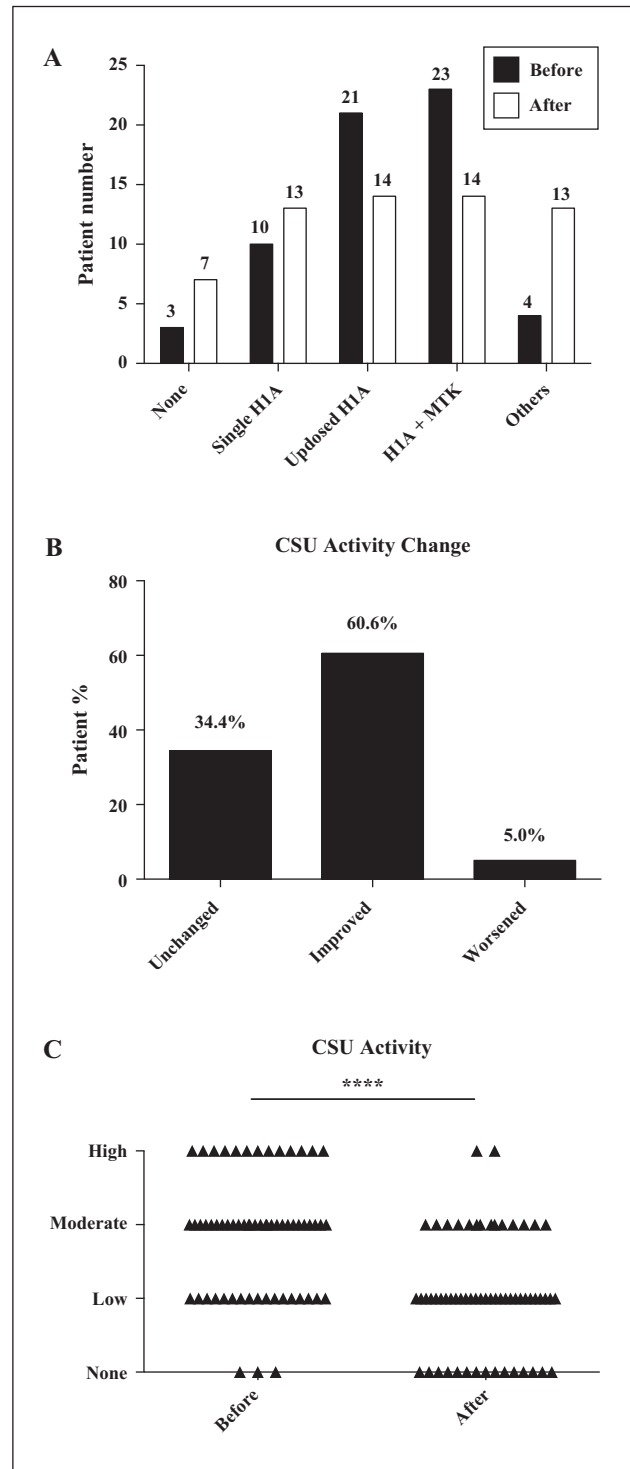 A
Before
After
Patient number
25
20
15
10
5
0
3
7
10
13
21
14
23
14
4
13
None
Single H1A
Updosed H1A
H1A + MTK
Others
B
CSU Activity Change
Patient %
80
60
40
20
0
34.4%
60.6%
5.0%
Unchanged
Improved
Worsened
C
CSU Activity
****
High
Moderate
Low
None
Before
After